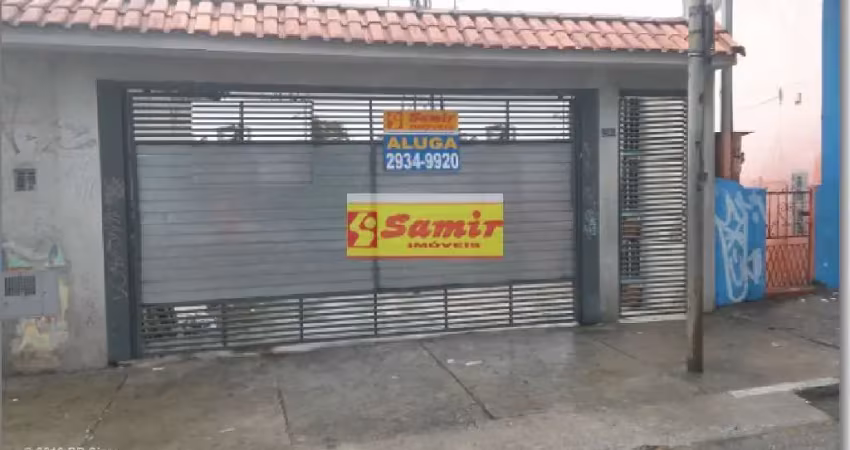 Samir
ALUGA
2934-9920
Samir
IMÓVEIS